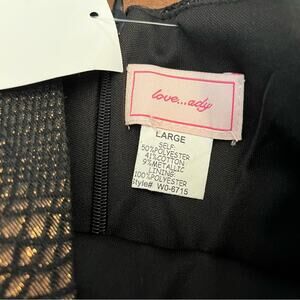 love...ady
LARGE
SELF:
50%POLYESTER
41%COTTON
9%METALLIC
LINING:
100%POLYESTER
Style# W0-6715